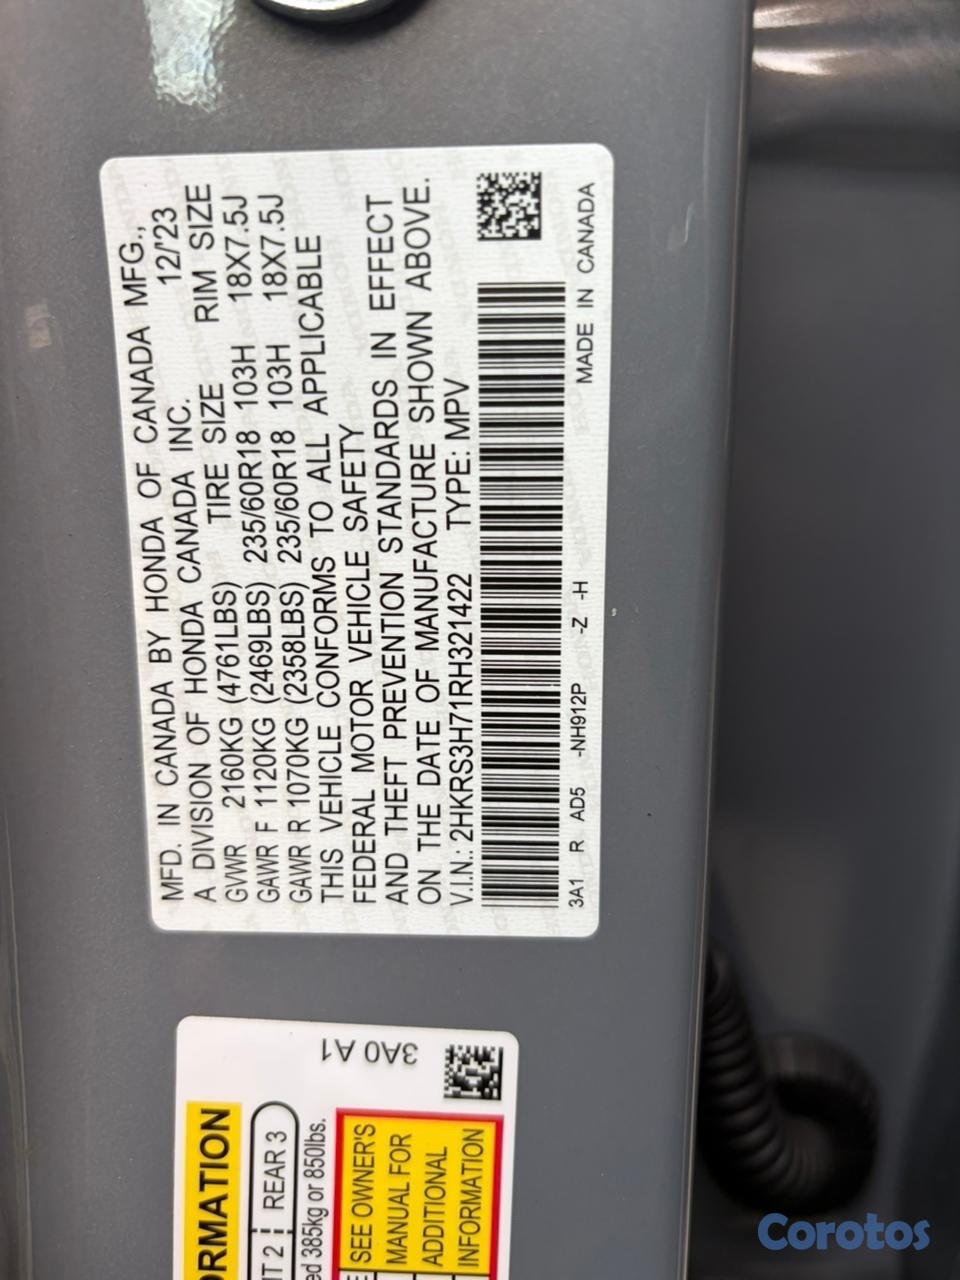 MFD. IN CANADA BY HONDA OF CANADA MFG.,
A DIVISION OF HONDA CANADA INC. 12/'23
GVWR 2160KG (4761LBS) TIRE SIZE RIM SIZE
GAWR F 1120KG (2469LBS) 235/60R18 103H 18X7.5J
GAWR R 1070KG (2358LBS) 235/60R18 103H 18X7.5J
THIS VEHICLE CONFORMS TO ALL APPLICABLE
FEDERAL MOTOR VEHICLE SAFETY
AND THEFT PREVENTION STANDARDS IN EFFECT
ON THE DATE OF MANUFACTURE SHOWN ABOVE.
V.I.N.: 2HKRS3H71RH321422 TYPE: MPV
3A1 R AD5 -NH912P -Z -H MADE IN CANADA
3A0 A1
ORMATION
2 REAR 3
385kg or 850lbs.
SEE OWNER'S
MANUAL FOR
ADDITIONAL
INFORMATION
Corotos